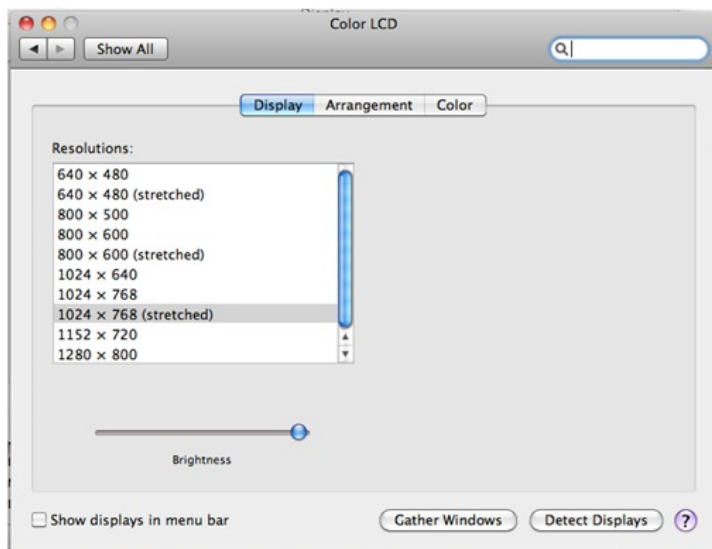 Color LCD
Show All
Display Arrangement Color
Resolutions:
640 × 480
640 × 480 (stretched)
800 × 500
800 × 600
800 × 600 (stretched)
1024 × 640
1024 × 768
1024 × 768 (stretched)
1152 × 720
1280 × 800
Brightness
Show displays in menu bar Gather Windows Detect Displays ?